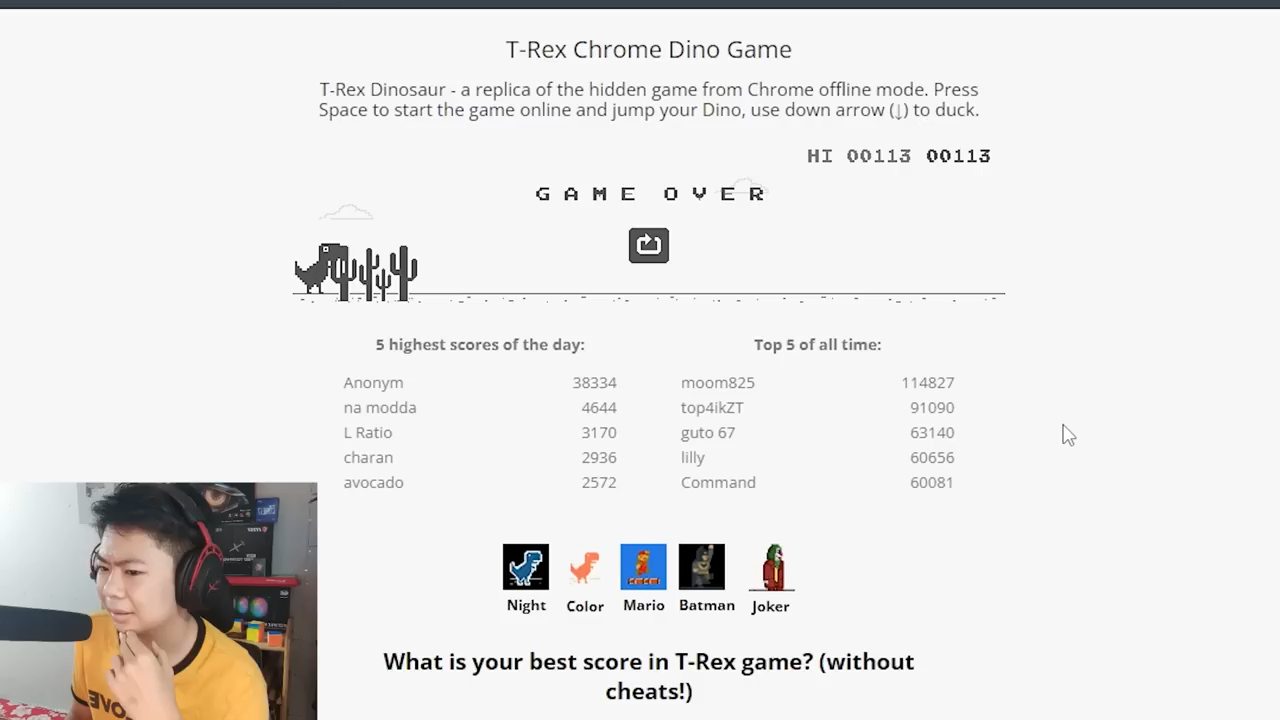 T-Rex Chrome Dino Game
T-Rex Dinosaur - a replica of the hidden game from Chrome offline mode. Press
Space to start the game online and jump your Dino, use down arrow (↓) to duck.
HI 00113 00113
GAME OVER
5 highest scores of the day:
Anonym 38334
na modda 4644
L Ratio 3170
charan 2936
avocado 2572
Top 5 of all time:
moom825 114827
top4ikZT 91090
guto 67 63140
lilly 60656
Command 60081
Night Color Mario Batman Joker
What is your best score in T-Rex game? (without
cheats!)